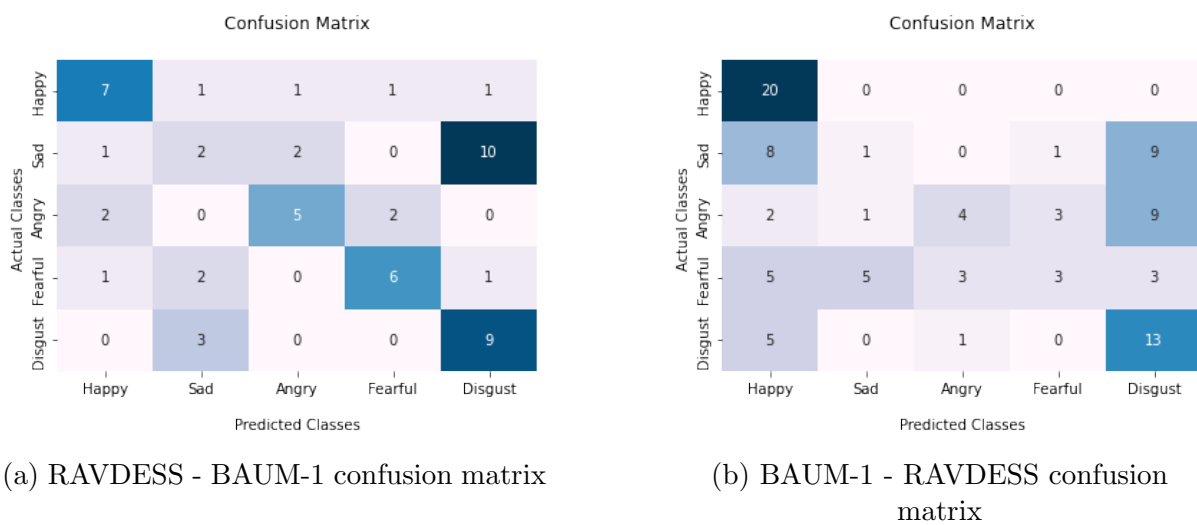 Confusion Matrix
Actual Classes
Happy 7 1 1 1 1
Sad 1 2 2 0 10
Angry 2 0 5 2 0
Fearful 1 2 0 6 1
Disgust 0 3 0 0 9
Happy Sad Angry Fearful Disgust
Predicted Classes
(a) RAVDESS - BAUM-1 confusion matrix
Confusion Matrix
Actual Classes
Happy 20 0 0 0 0
Sad 8 1 0 1 9
Angry 2 1 4 3 9
Fearful 5 5 3 3 3
Disgust 5 0 1 0 13
Happy Sad Angry Fearful Disgust
Predicted Classes
(b) BAUM-1 - RAVDESS confusion
matrix